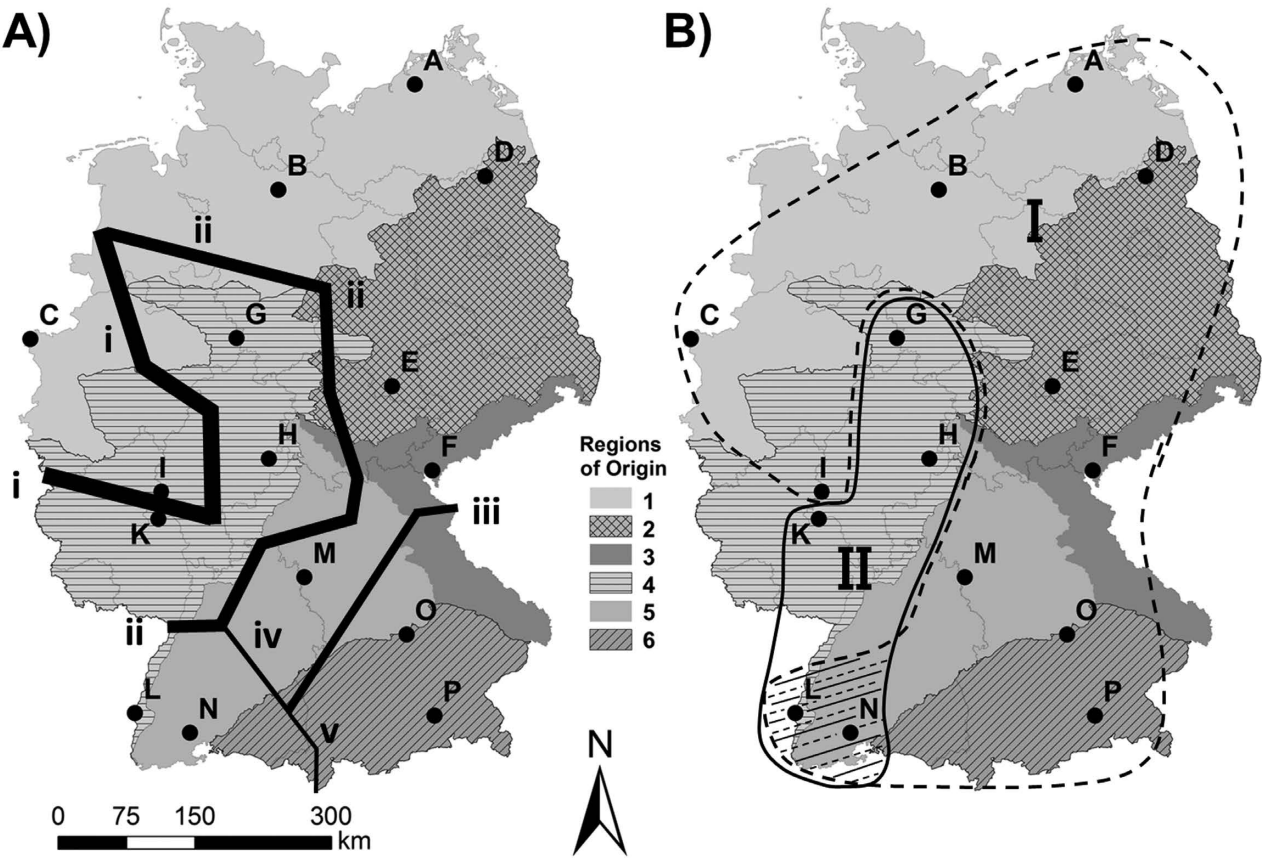 A)
A
B
D
ii
ii
C
G
i
E
H
F
i
I
iii
K
M
ii
iv
O
L
N
P
v
0 75 150 300
km
Regions
of Origin
1
2
3
4
5
6
N
B)
A
B
D
I
C
G
E
H
F
I
K
II
M
O
L
N
P